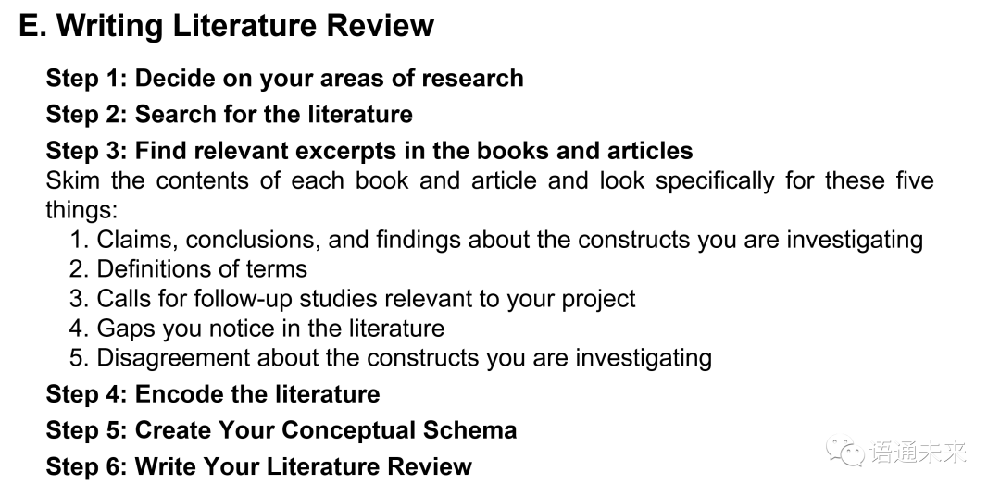 E. Writing Literature Review
Step 1: Decide on your areas of research
Step 2: Search for the literature
Step 3: Find relevant excerpts in the books and articles
Skim the contents of each book and article and look specifically for these five
things:
1. Claims, conclusions, and findings about the constructs you are investigating
2. Definitions of terms
3. Calls for follow-up studies relevant to your project
4. Gaps you notice in the literature
5. Disagreement about the constructs you are investigating
Step 4: Encode the literature
Step 5: Create Your Conceptual Schema
Step 6: Write Your Literature Review
语通未来